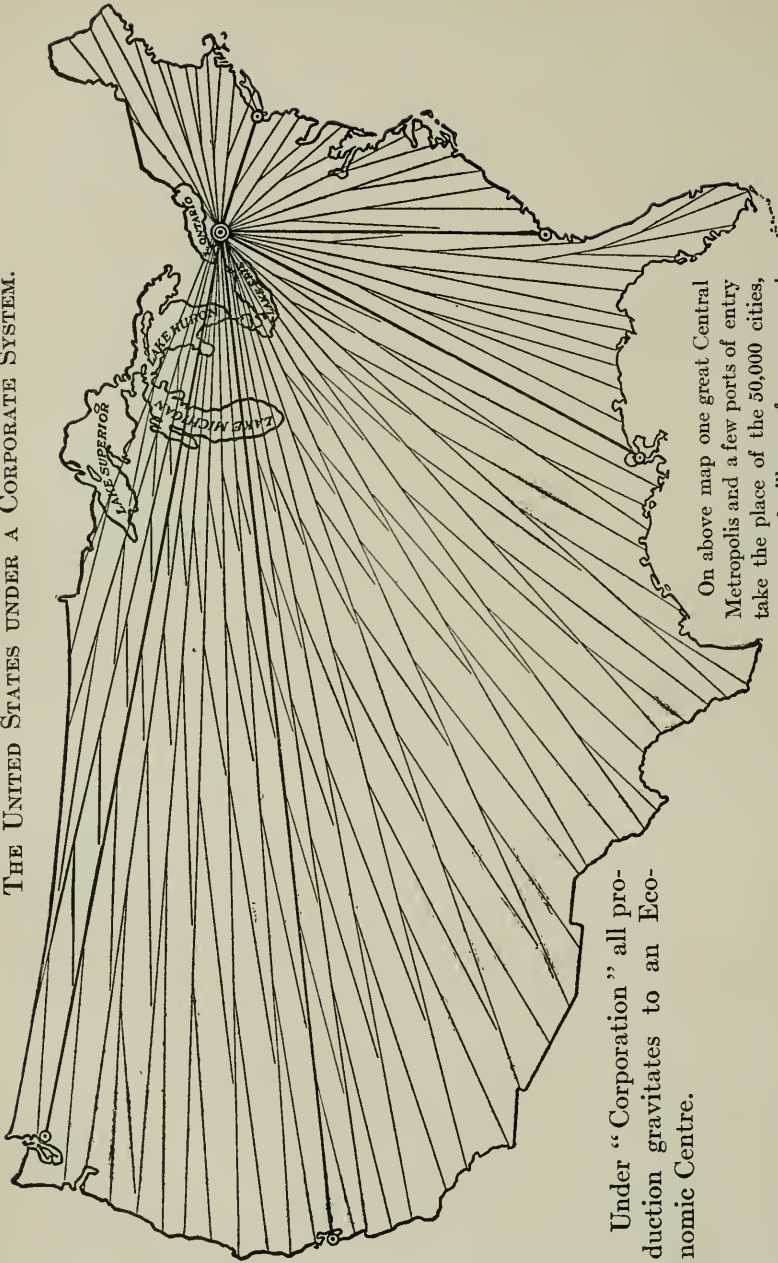 THE UNITED STATES UNDER A CORPORATE SYSTEM.
LAKE SUPERIOR
LAKE MICHIGAN
LAKE HURON
ONTARIO
LAKE ERIE
Under “Corporation” all pro-
duction gravitates to an Eco-
nomic Centre.
On above map one great Central
Metropolis and a few ports of entry
take the place of the 50,000 cities,